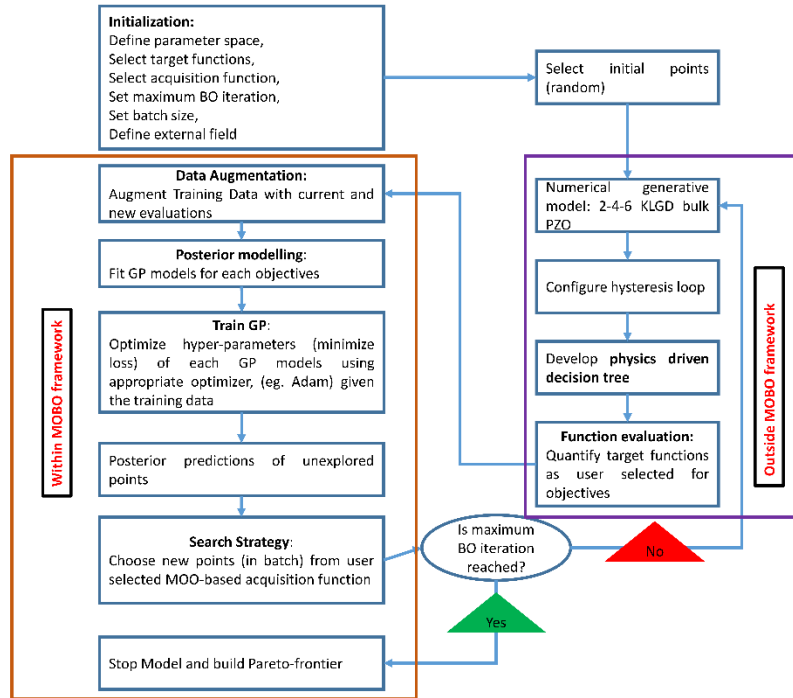 Initialization:
Define parameter space,
Select target functions,
Select acquisition function,
Set maximum BO iteration,
Set batch size,
Define external field
Select initial points
(random)
Data Augmentation:
Augment Training Data with current and
new evaluations
Posterior modelling:
Fit GP models for each objectives
Train GP:
Optimize hyper-parameters (minimize
loss) of each GP models using
appropriate optimizer, (eg. Adam) given
the training data
Posterior predictions of unexplored
points
Search Strategy:
Choose new points (in batch) from user
selected MOO-based acquisition function
Stop Model and build Pareto-frontier
Within MOBO framework
Numerical generative
model: 2-4-6 KLGD bulk
PZO
Configure hysteresis loop
Develop physics driven
decision tree
Function evaluation:
Quantify target functions
as user selected for
objectives
Outside MOBO framework
Is maximum
BO iteration
reached?
No
Yes